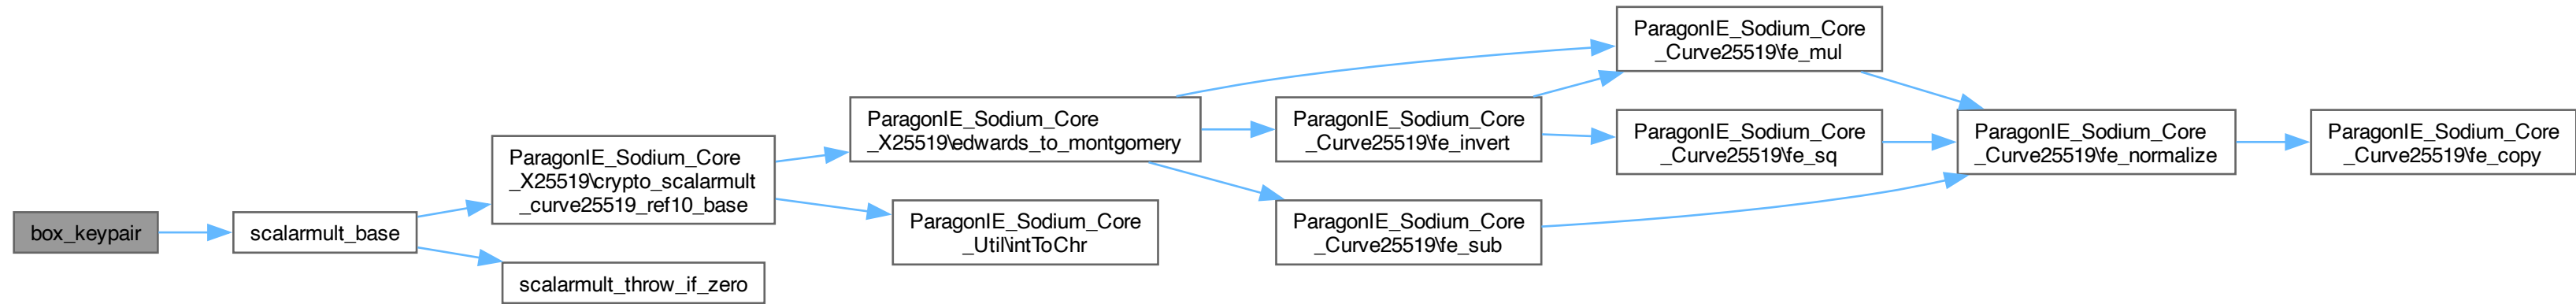 box_keypair
scalarmult_base
ParagonIE_Sodium_Core
_X25519\crypto_scalarmult
_curve25519_ref10_base
scalarmult_throw_if_zero
ParagonIE_Sodium_Core
_X25519\edwards_to_montgomery
ParagonIE_Sodium_Core
_Util\intToChr
ParagonIE_Sodium_Core
_Curve25519\fe_invert
ParagonIE_Sodium_Core
_Curve25519\fe_sub
ParagonIE_Sodium_Core
_Curve25519\fe_mul
ParagonIE_Sodium_Core
_Curve25519\fe_sq
ParagonIE_Sodium_Core
_Curve25519\fe_normalize
ParagonIE_Sodium_Core
_Curve25519\fe_copy